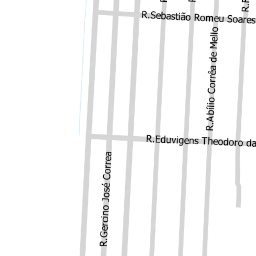 R.Sebastião Romeu Soares
R.Abílio Corrêa de Mello
R.Eduvigens Theodoro da
R.Gercino José Correa